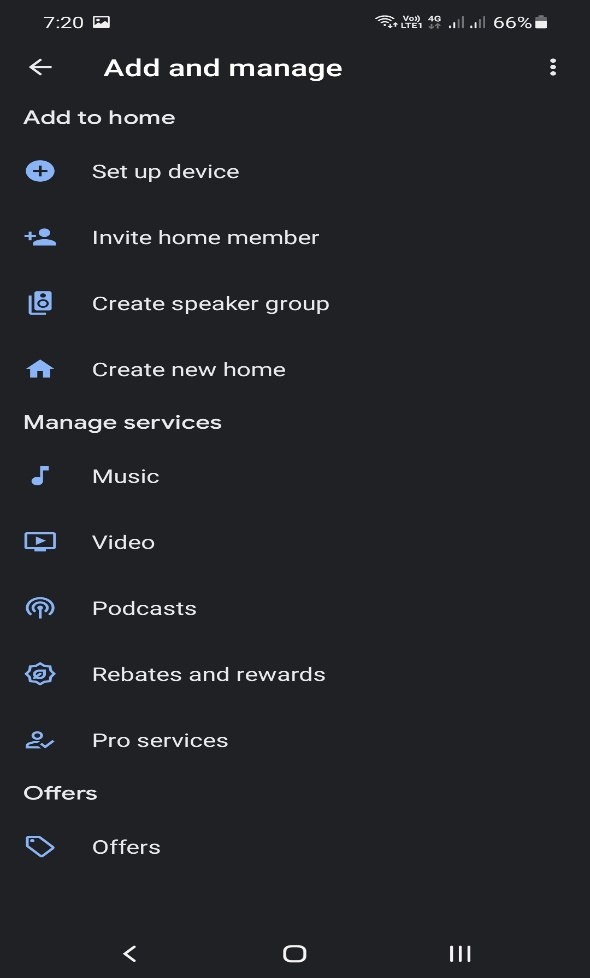 7:20 Vo)) LTE1 4G 66%
Add and manage
Add to home
Set up device
Invite home member
Create speaker group
Create new home
Manage services
Music
Video
Podcasts
Rebates and rewards
Pro services
Offers
Offers